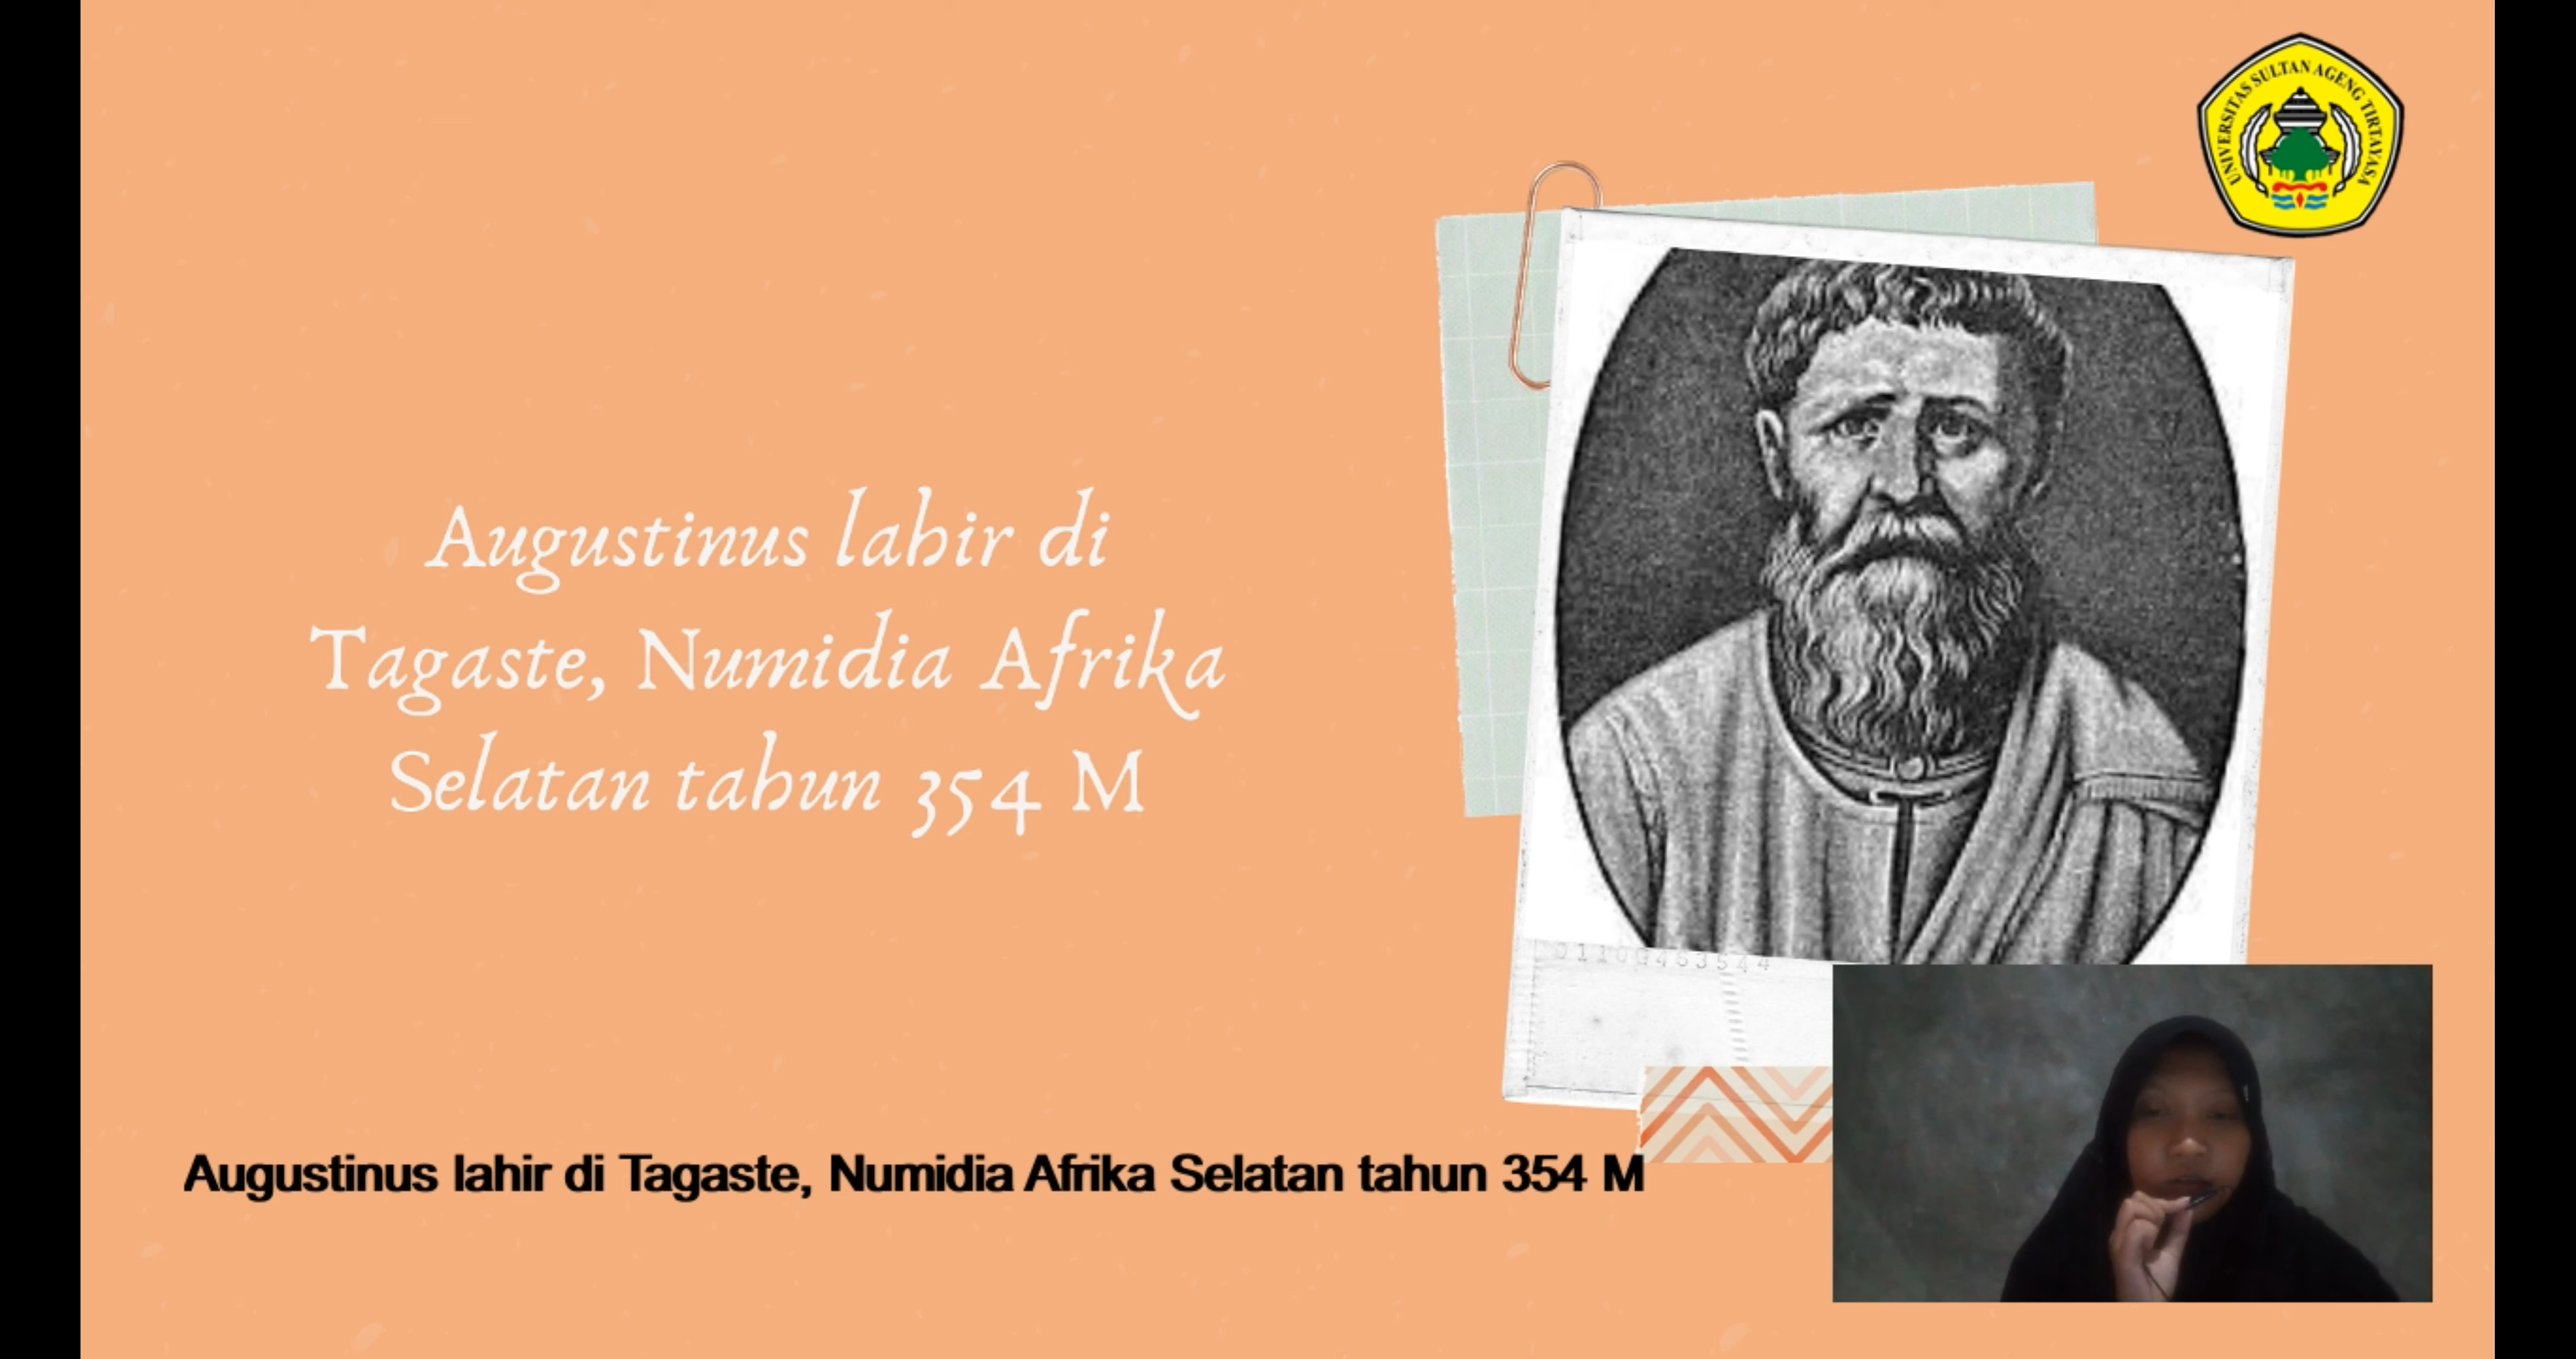 UNIVERSITAS SULTAN AGENG TIRTAYASA
Augustinus lahir di
Tagaste, Numidia Afrika
Selatan tahun 354 M
Augustinus lahir di Tagaste, Numidia Afrika Selatan tahun 354 M